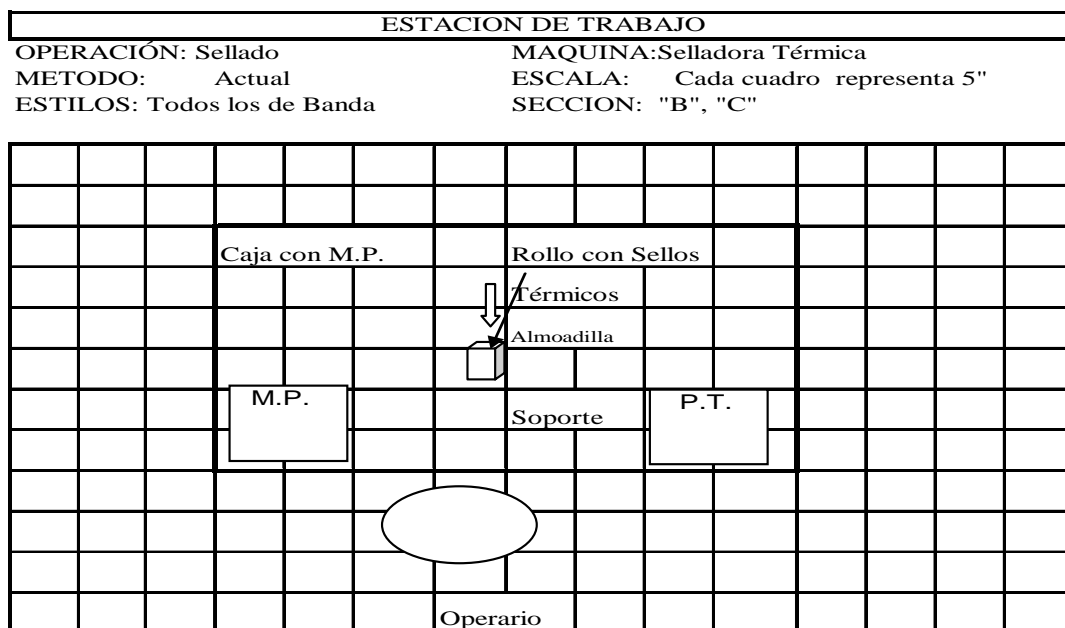 ESTACION DE TRABAJO
OPERACIÓN: Sellado MAQUINA:Selladora Térmica
METODO: Actual ESCALA: Cada cuadro representa 5"
ESTILOS: Todos los de Banda SECCION: "B", "C"
Caja con M.P. Rollo con Sellos
Térmicos
Almoadilla
M.P. P.T.
Soporte
Operario